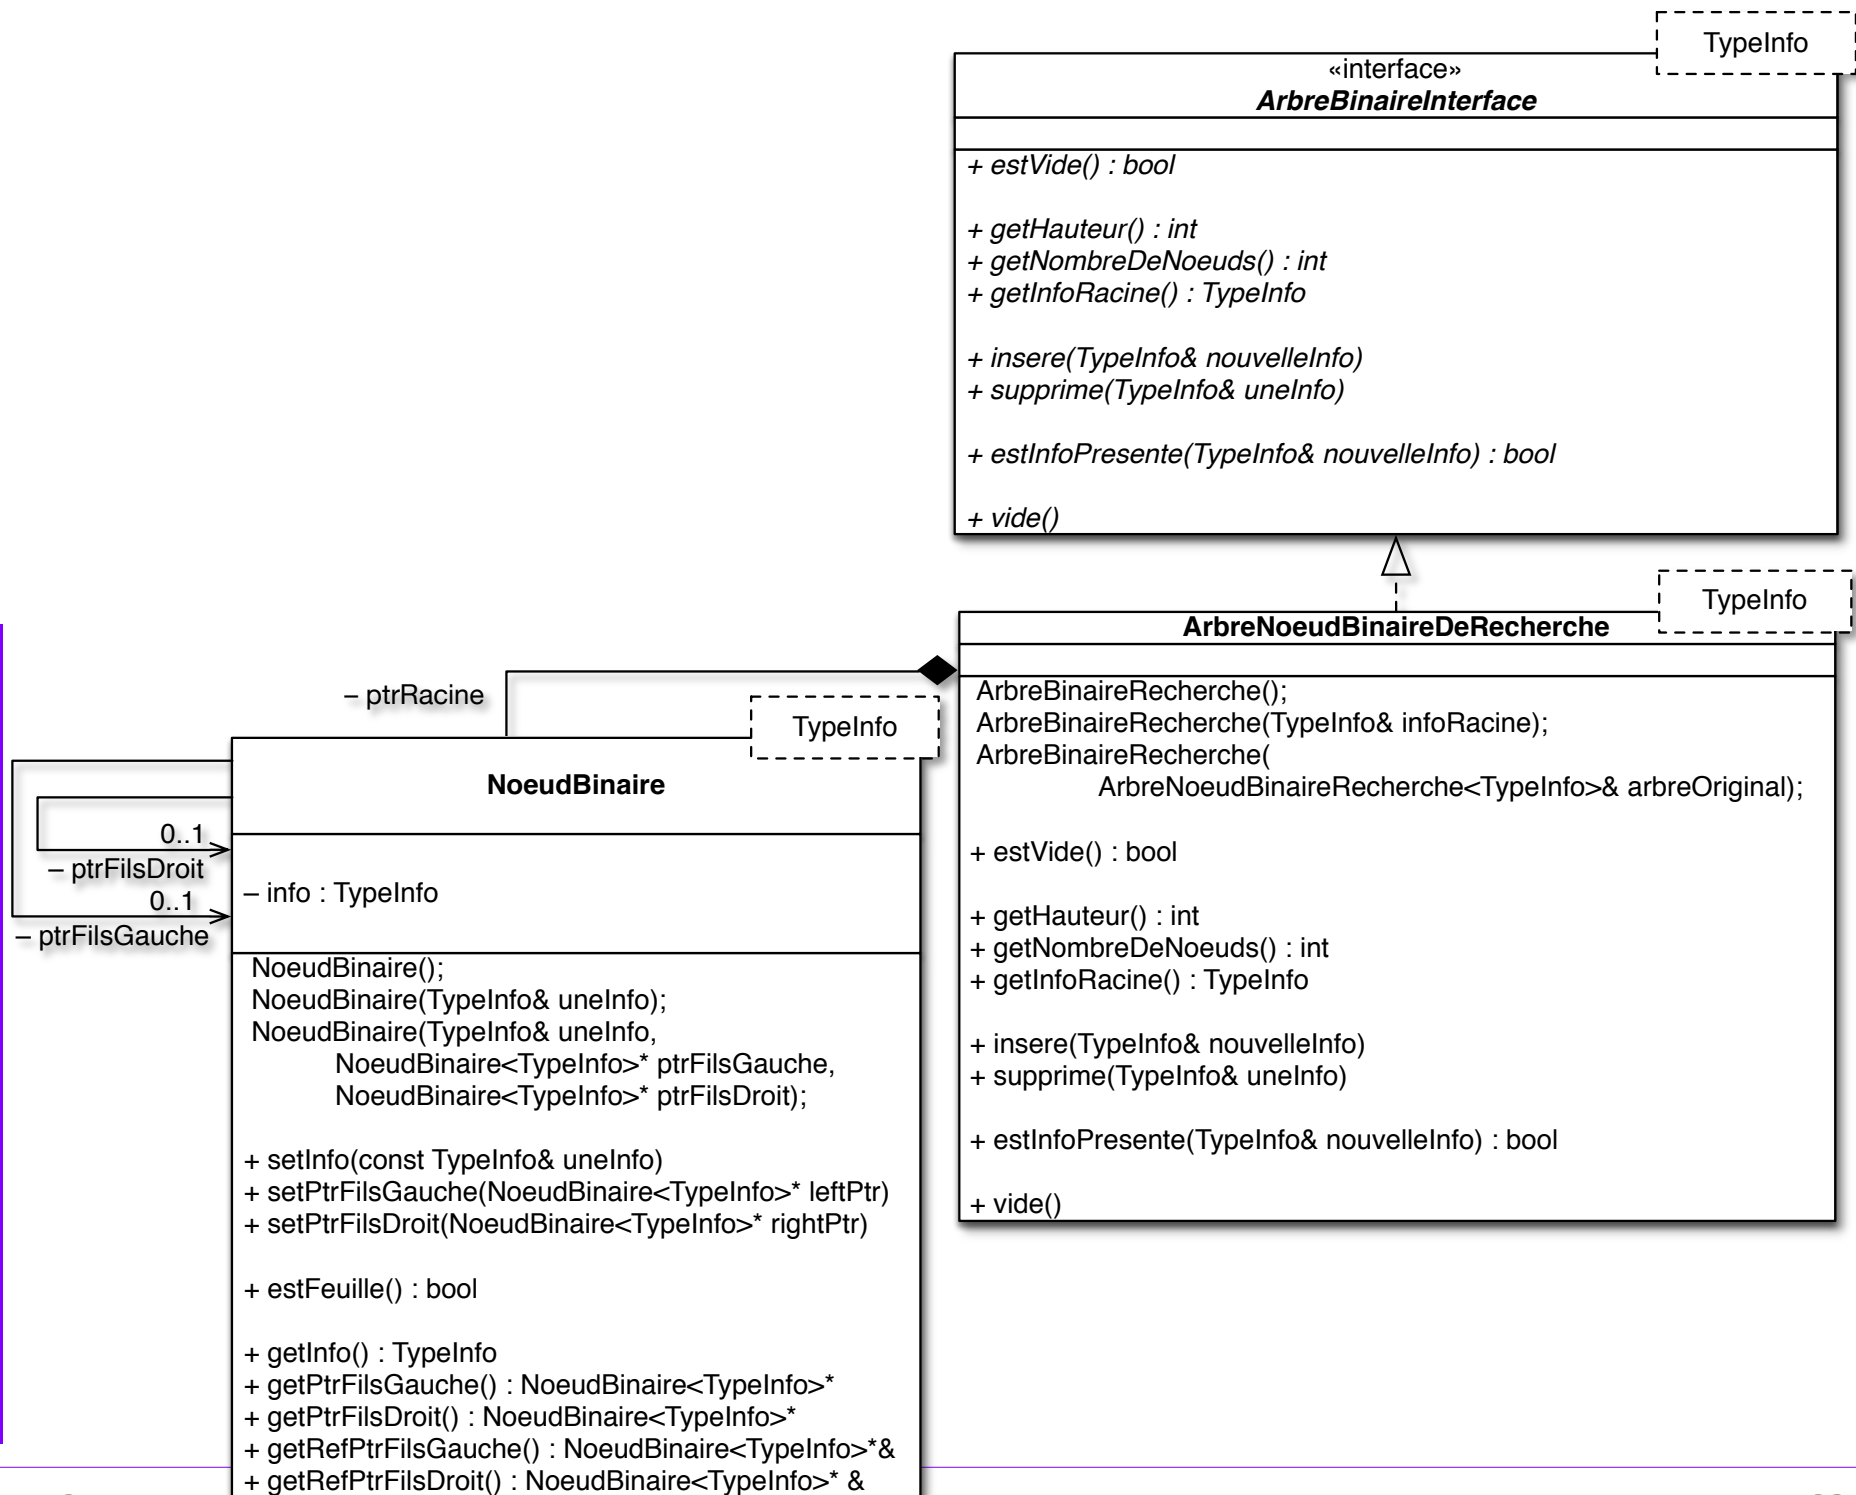 TypeInfo
«interface»
ArbreBinaireInterface
+ estVide() : bool
+ getHauteur() : int
+ getNombreDeNoeuds() : int
+ getInfoRacine() : TypeInfo
+ insere(TypeInfo& nouvelleInfo)
+ supprime(TypeInfo& uneInfo)
+ estInfoPresente(TypeInfo& nouvelleInfo) : bool
+ vide()
TypeInfo
ArbreNoeudBinaireDeRecherche
ArbreBinaireRecherche();
ArbreBinaireRecherche(TypeInfo& infoRacine);
ArbreBinaireRecherche(
ArbreNoeudBinaireRecherche<TypeInfo>& arbreOriginal);
+ estVide() : bool
+ getHauteur() : int
+ getNombreDeNoeuds() : int
+ getInfoRacine() : TypeInfo
+ insere(TypeInfo& nouvelleInfo)
+ supprime(TypeInfo& uneInfo)
+ estInfoPresente(TypeInfo& nouvelleInfo) : bool
+ vide()
– ptrRacine
TypeInfo
NoeudBinaire
0..1
– ptrFilsDroit
0..1
– ptrFilsGauche
– info : TypeInfo
NoeudBinaire();
NoeudBinaire(TypeInfo& uneInfo);
NoeudBinaire(TypeInfo& uneInfo,
NoeudBinaire<TypeInfo>* ptrFilsGauche,
NoeudBinaire<TypeInfo>* ptrFilsDroit);
+ setInfo(const TypeInfo& uneInfo)
+ setPtrFilsGauche(NoeudBinaire<TypeInfo>* leftPtr)
+ setPtrFilsDroit(NoeudBinaire<TypeInfo>* rightPtr)
+ estFeuille() : bool
+ getInfo() : TypeInfo
+ getPtrFilsGauche() : NoeudBinaire<TypeInfo>*
+ getPtrFilsDroit() : NoeudBinaire<TypeInfo>*
+ getRefPtrFilsGauche() : NoeudBinaire<TypeInfo>*&
+ getRefPtrFilsDroit() : NoeudBinaire<TypeInfo>* &